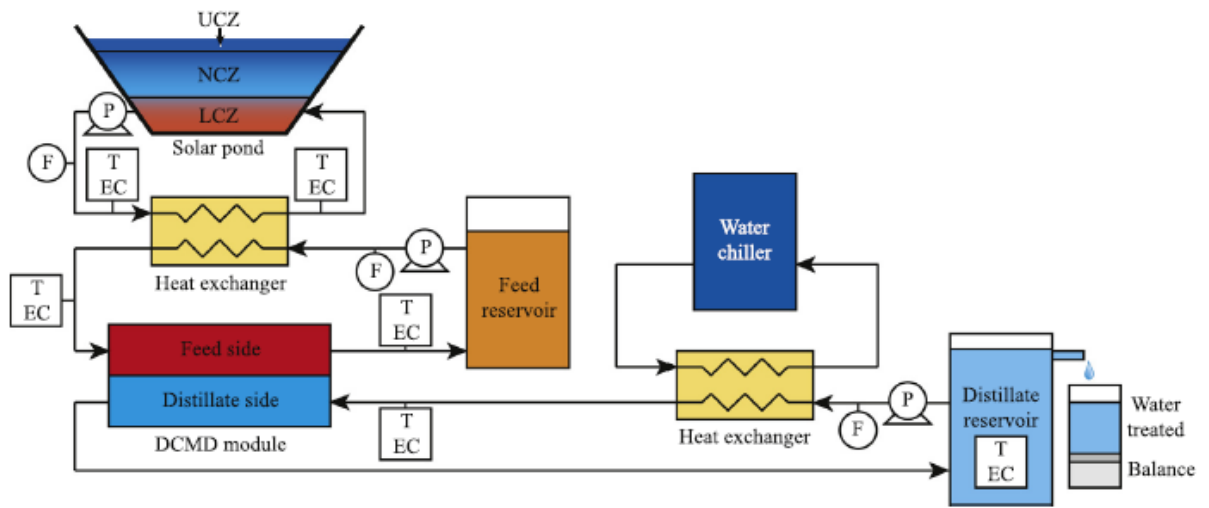 UCZ
NCZ
LCZ
P
Solar pond
F
T
EC
T
EC
Heat exchanger
P
F
T
EC
T
EC
Feed
reservoir
Feed side
Distillate side
DCMD module
T
EC
Water
chiller
Heat exchanger
P
F
Distillate
reservoir
T
EC
Water
treated
Balance